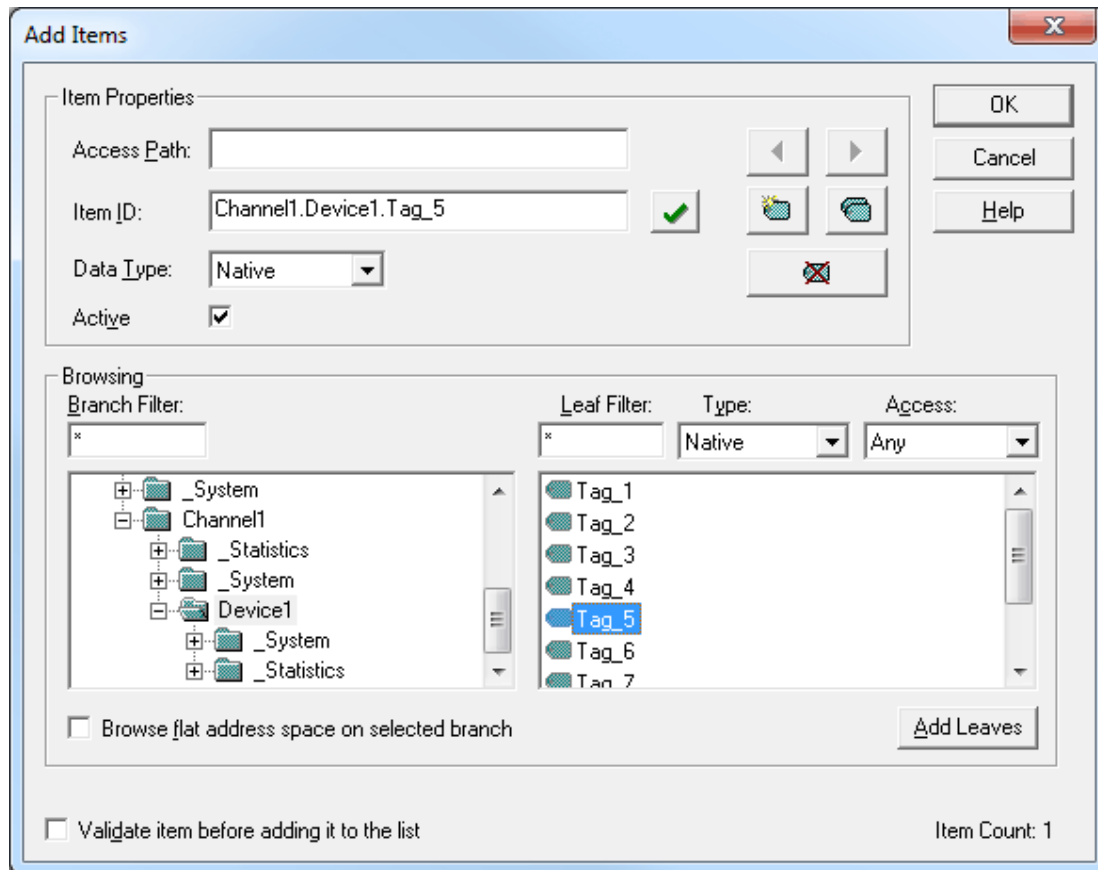 Add Items
Item Properties
OK
Access Path:
Cancel
Item ID: Channel1.Device1.Tag_5
Help
Data Type: Native
Active
Browsing
Branch Filter: Leaf Filter: Type: Access:
* * Native Any
_System Tag_1
Channel1 Tag_2
_Statistics Tag_3
_System Tag_4
Device1 Tag_5
_System Tag_6
_Statistics Tag_7
Browse flat address space on selected branch Add Leaves
Validate item before adding it to the list Item Count: 1